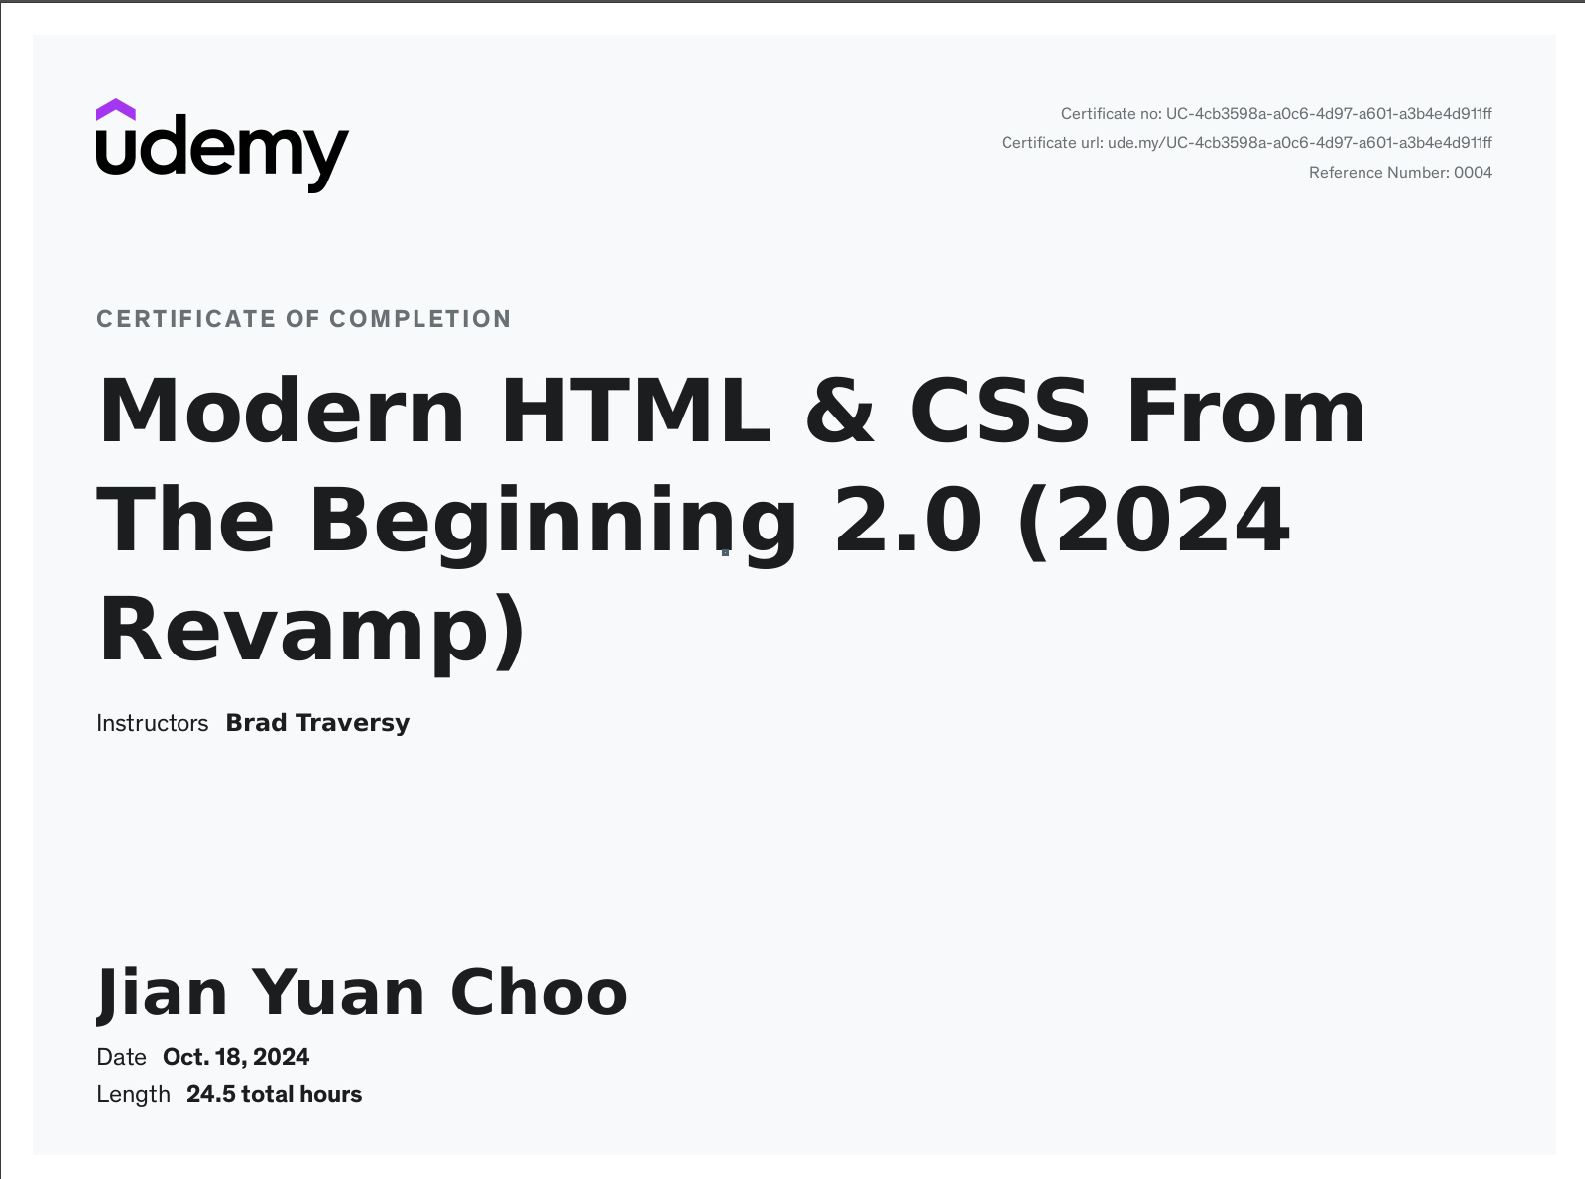 udemy
Certificate no: UC-4cb3598a-a0c6-4d97-a601-a3b4e4d911ff
Certificate url: ude.my/UC-4cb3598a-a0c6-4d97-a601-a3b4e4d911ff
Reference Number: 0004
CERTIFICATE OF COMPLETION
Modern HTML & CSS From
The Beginning 2.0 (2024
Revamp)
Instructors Brad Traversy
Jian Yuan Choo
Date Oct. 18, 2024
Length 24.5 total hours